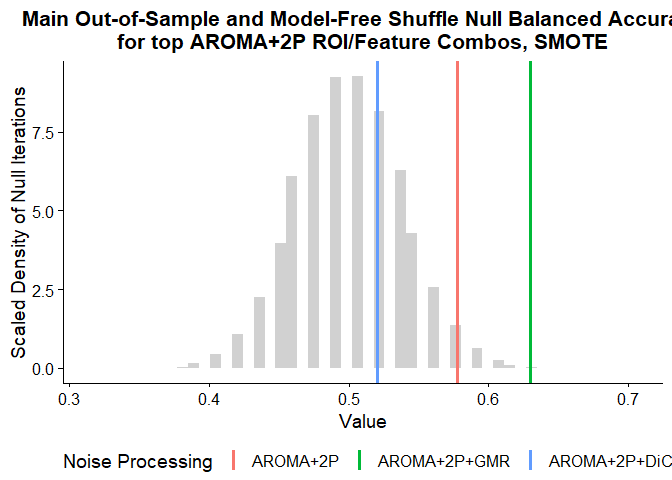 Main Out-of-Sample and Model-Free Shuffle Null Balanced Accura
for top AROMA+2P ROI/Feature Combos, SMOTE
Scaled Density of Null Iterations
7.5
5.0
2.5
0.0
0.3 0.4 0.5 0.6 0.7
Value
Noise Processing AROMA+2P AROMA+2P+GMR AROMA+2P+DiC